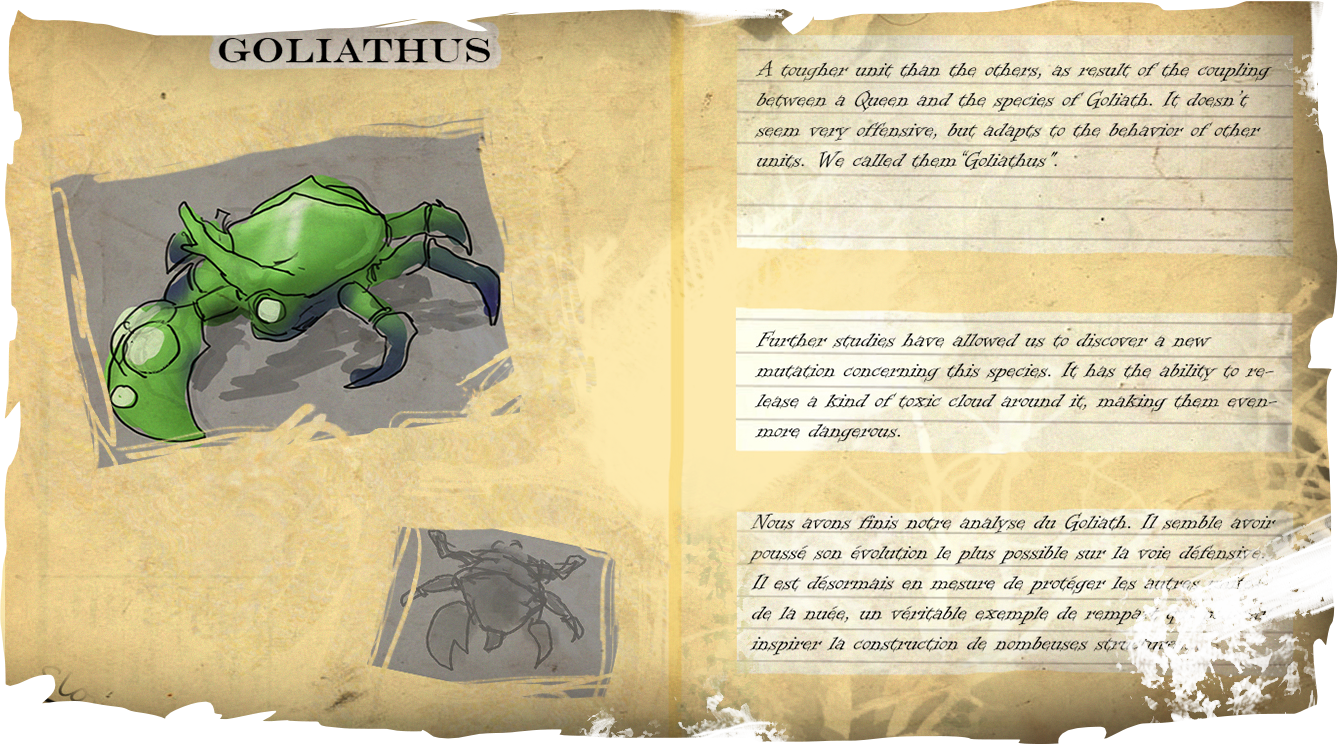 GOLIATHUS
A tougher unit than the others, as result of the coupling
between a Queen and the species of Goliath. It doesn't
seem very offensive, but adapts to the behavior of other
units. We called them "Goliathus".
Further studies have allowed us to discover a new
mutation concerning this species. It has the ability to re-
lease a kind of toxic cloud around it, making them even-
more dangerous.
Nous avons finis notre analyse du Goliath. Il semble avoir
poussé son évolution le plus possible sur la voie défensive.
Il est désormais en mesure de protéger les autres
de la nuée, un véritable exemple de
inspirer la construction de nombeuses